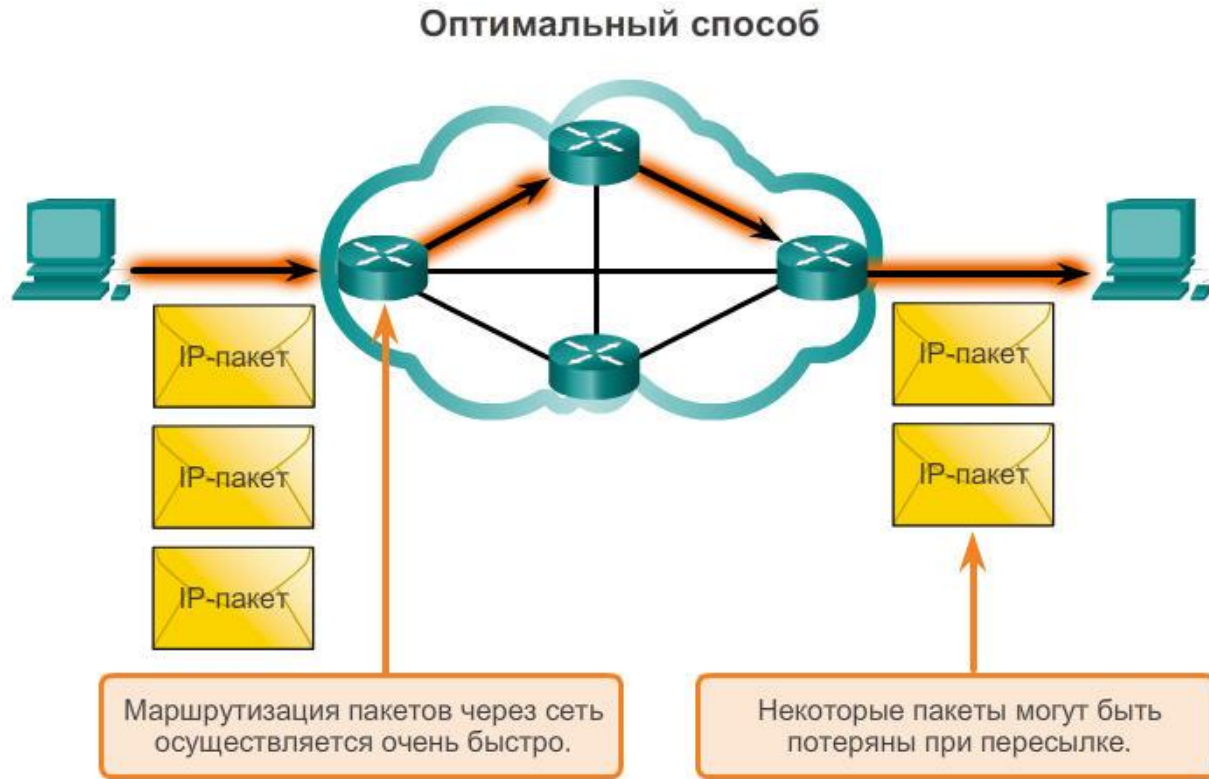 Оптимальный способ
IP-пакет
IP-пакет
IP-пакет
IP-пакет
IP-пакет
Маршрутизация пакетов через сеть
осуществляется очень быстро.
Некоторые пакеты могут быть
потеряны при пересылке.